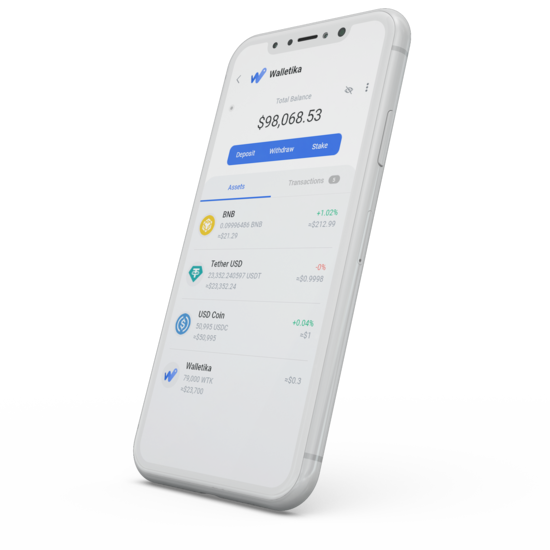 Walletika
Total Balance
$98,068.53
Deposit Withdraw Stake
Assets Transactions
BNB +1.02%
0.09996486 BNB ≈$212.99
≈$21.29
Tether USD -0%
23,352.240597 USDT ≈$0.9998
≈$23,352.24
USD Coin +0.04%
50,995 USDC ≈$1
≈$50,995
Walletika
79,000 WTK ≈$0.3
≈$23,700